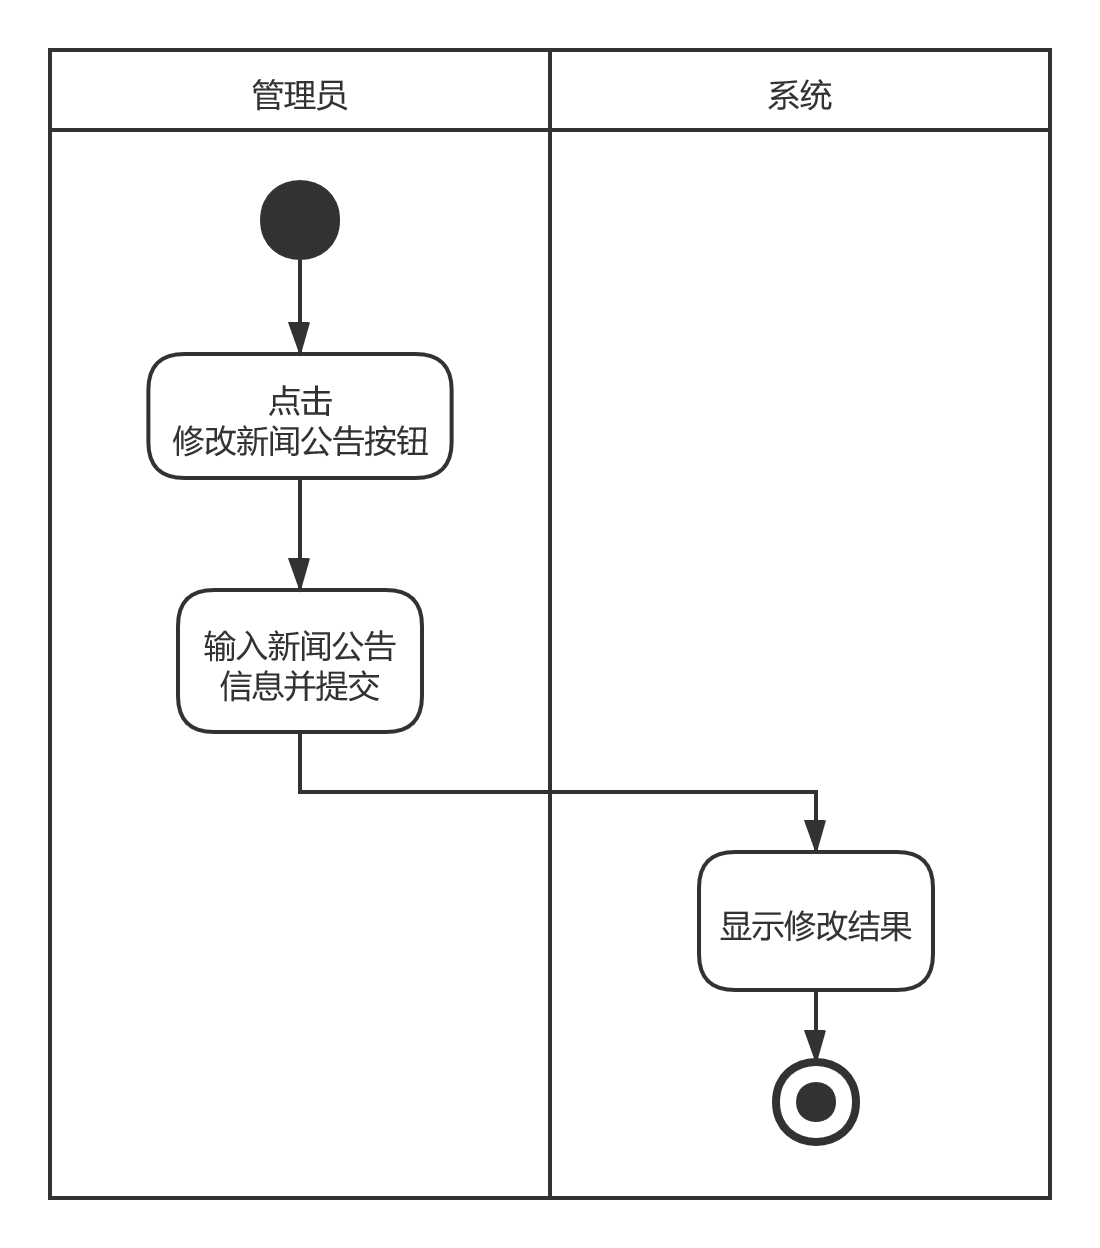 管理员
系统
点击
修改新闻公告按钮
输入新闻公告
信息并提交
显示修改结果